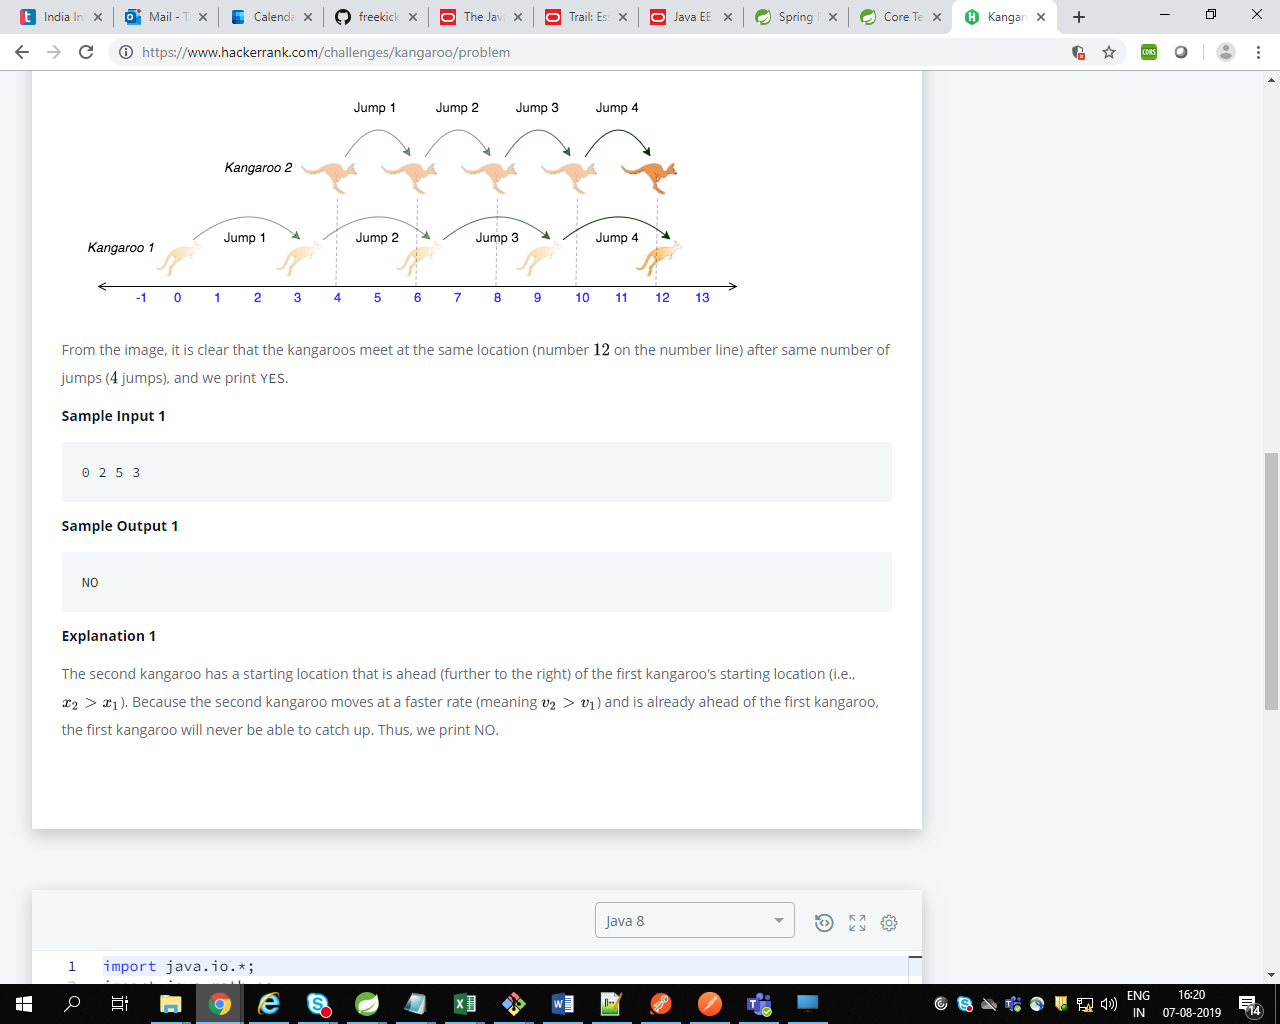 India In
Mail - T
Calenda
freekick
The Java
Trail: Ess
Java EE
Spring
Core Te
Kangar
https://www.hackerrank.com/challenges/kangaroo/problem
CORS
Jump 1 Jump 2 Jump 3 Jump 4
Kangaroo 2
Kangaroo 1
Jump 1 Jump 2 Jump 3 Jump 4
-1 0 1 2 3 4 5 6 7 8 9 10 11 12 13
From the image, it is clear that the kangaroos meet at the same location (number 12 on the number line) after same number of
jumps (4 jumps), and we print YES.
Sample Input 1
0 2 5 3
Sample Output 1
NO
Explanation 1
The second kangaroo has a starting location that is ahead (further to the right) of the first kangaroo's starting location (i.e.,
x₂ > x₁). Because the second kangaroo moves at a faster rate (meaning v₂ > v₁) and is already ahead of the first kangaroo,
the first kangaroo will never be able to catch up. Thus, we print NO.
Java 8
1 import java.io.*;
ENG 16:20
IN 07-08-2019
14